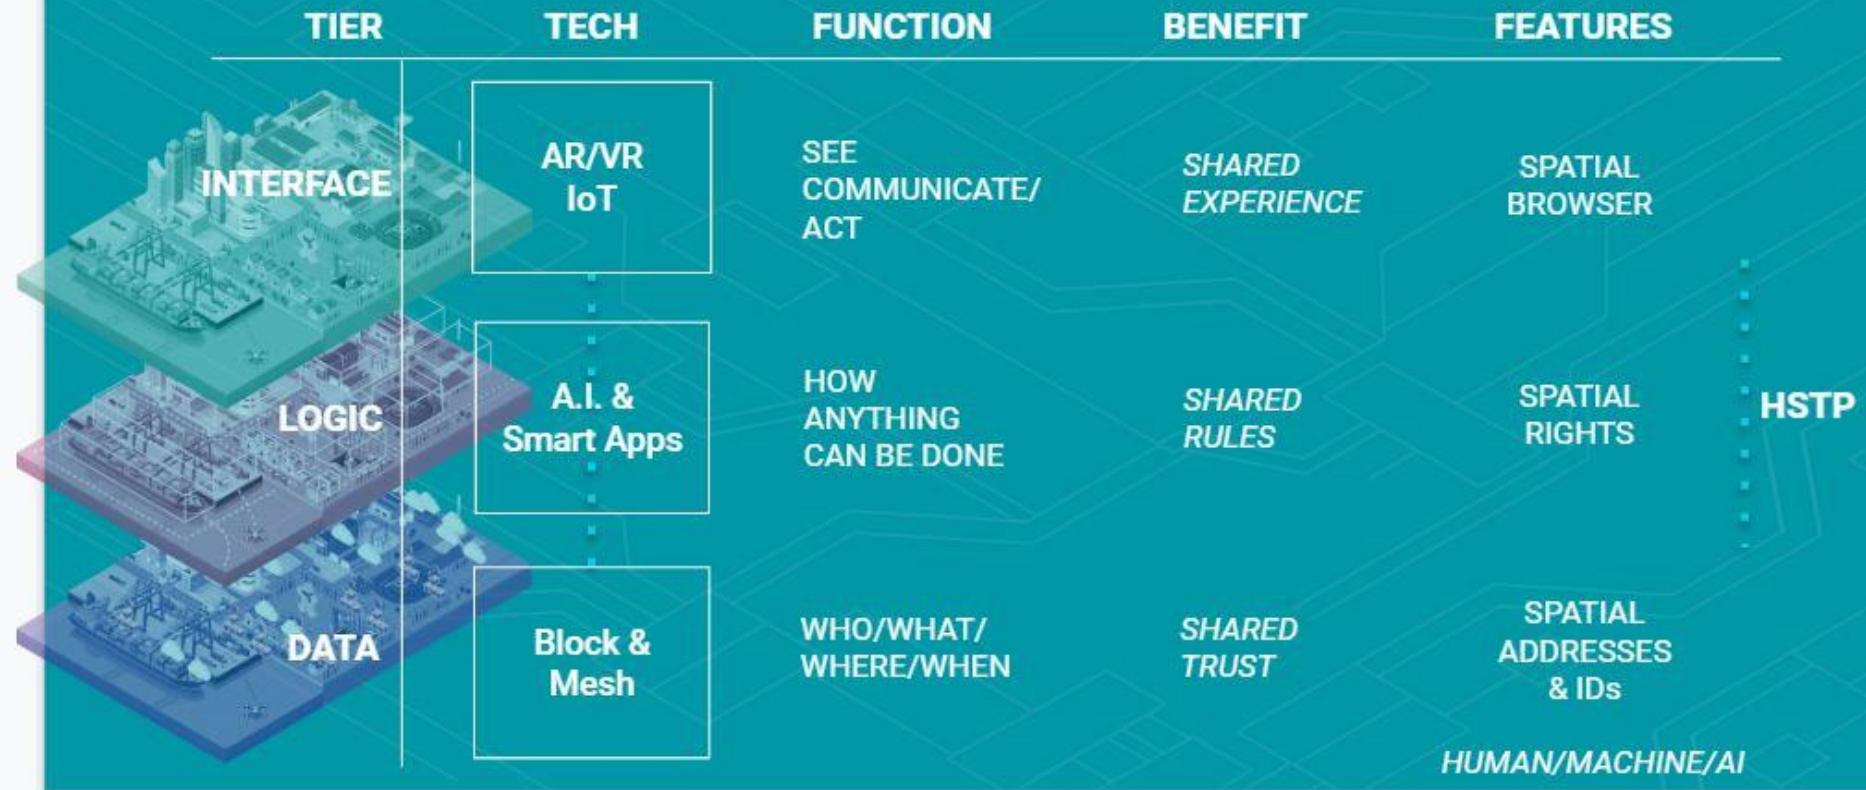 TIER TECH FUNCTION BENEFIT FEATURES
INTERFACE
AR/VR
IoT
SEE
COMMUNICATE/
ACT
SHARED
EXPERIENCE
SPATIAL
BROWSER
LOGIC
A.I. &
Smart Apps
HOW
ANYTHING
CAN BE DONE
SHARED
RULES
SPATIAL
RIGHTS
HSTP
DATA
Block &
Mesh
WHO/WHAT/
WHERE/WHEN
SHARED
TRUST
SPATIAL
ADDRESSES
& IDs
HUMAN/MACHINE/AI